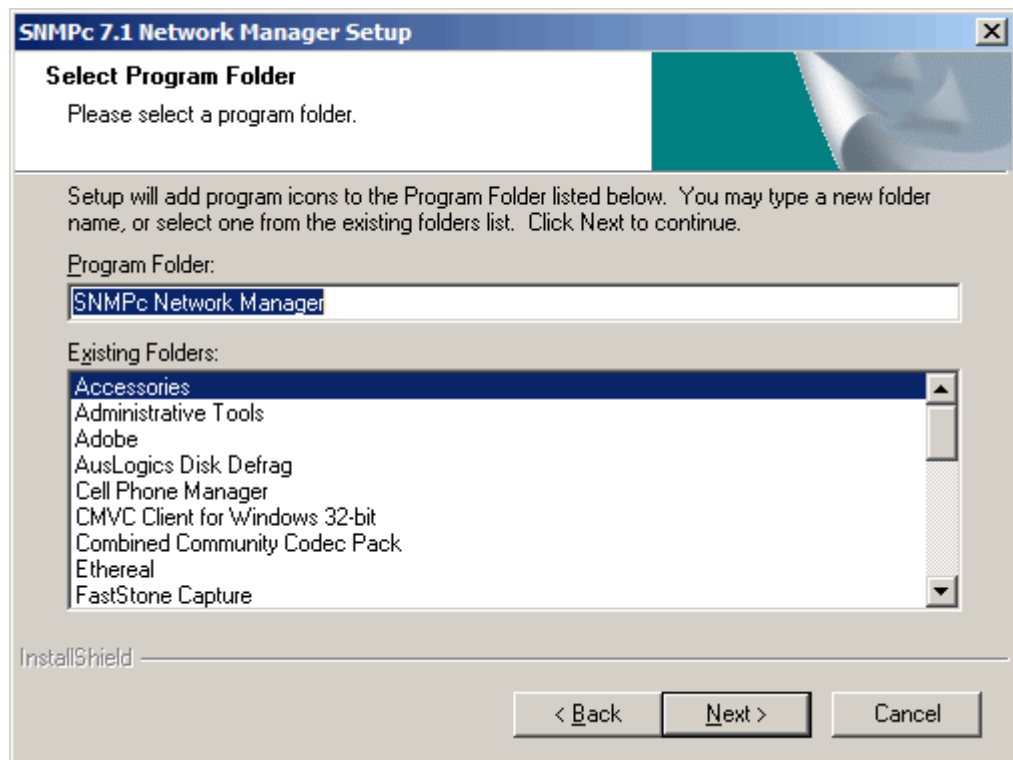 SNMPc 7.1 Network Manager Setup
Select Program Folder
Please select a program folder.
Setup will add program icons to the Program Folder listed below.  You may type a new folder
name, or select one from the existing folders list.  Click Next to continue.
Program Folder:
SNMPc Network Manager
Existing Folders:
Accessories
Administrative Tools
Adobe
AusLogics Disk Defrag
Cell Phone Manager
CMVC Client for Windows 32-bit
Combined Community Codec Pack
Ethereal
FastStone Capture
InstallShield
< Back
Next >
Cancel